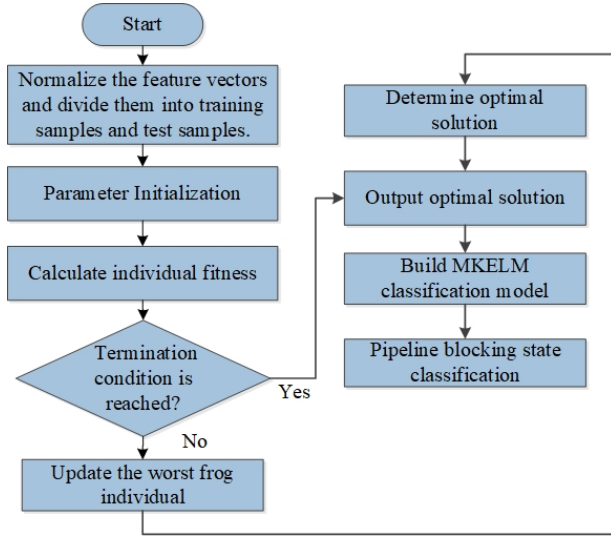 Start
Normalize the feature vectors
and divide them into training
samples and test samples.
Parameter Initialization
Calculate individual fitness
Termination
condition is
reached?
Yes
No
Update the worst frog
individual
Determine optimal
solution
Output optimal solution
Build MKELM
classification model
Pipeline blocking state
classification